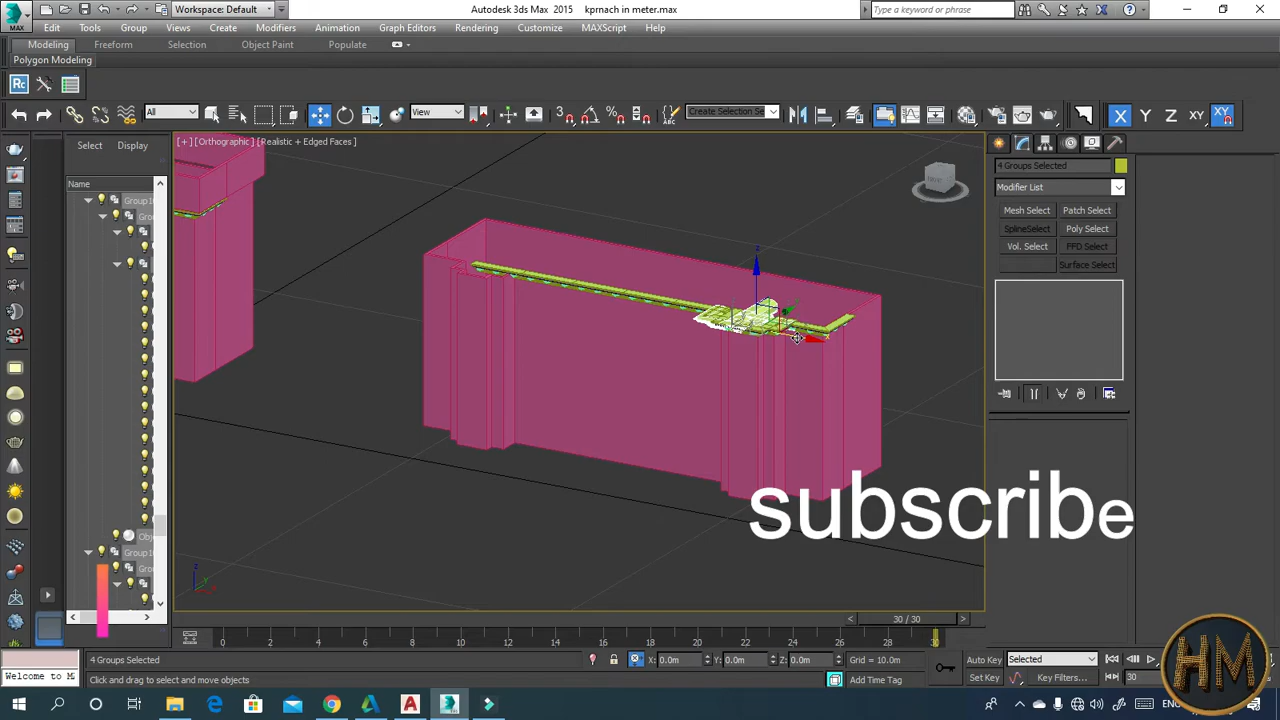 MAX
Workspace: Default
Autodesk 3ds Max 2015 kprnach in meter.max
Type a keyword or phrase
Edit Tools Group Views Create Modifiers Animation Graph Editors Rendering Customize MAXScript Help
Modeling Freeform Selection Object Paint Populate
Polygon Modeling
Rc
All
View
3
Create Selection Se
X Y Z XY XY
Select Display
Name
[+] [Orthographic] [Realistic + Edged Faces]
4 Groups Selected
Modifier List
Mesh Select Patch Select
SplineSelect Poly Select
Vol. Select FFD Select
Surface Select
subscribe
30 / 30
0 2 4 6 8 10 12 14 16 18 20 22 24 26 28 30
4 Groups Selected
X: 0.0m Y: 0.0m Z: 0.0m Grid = 10.0m
Auto Key Selected
Welcome to M
Click and drag to select and move objects
Add Time Tag
Set Key Key Filters... 30
HM